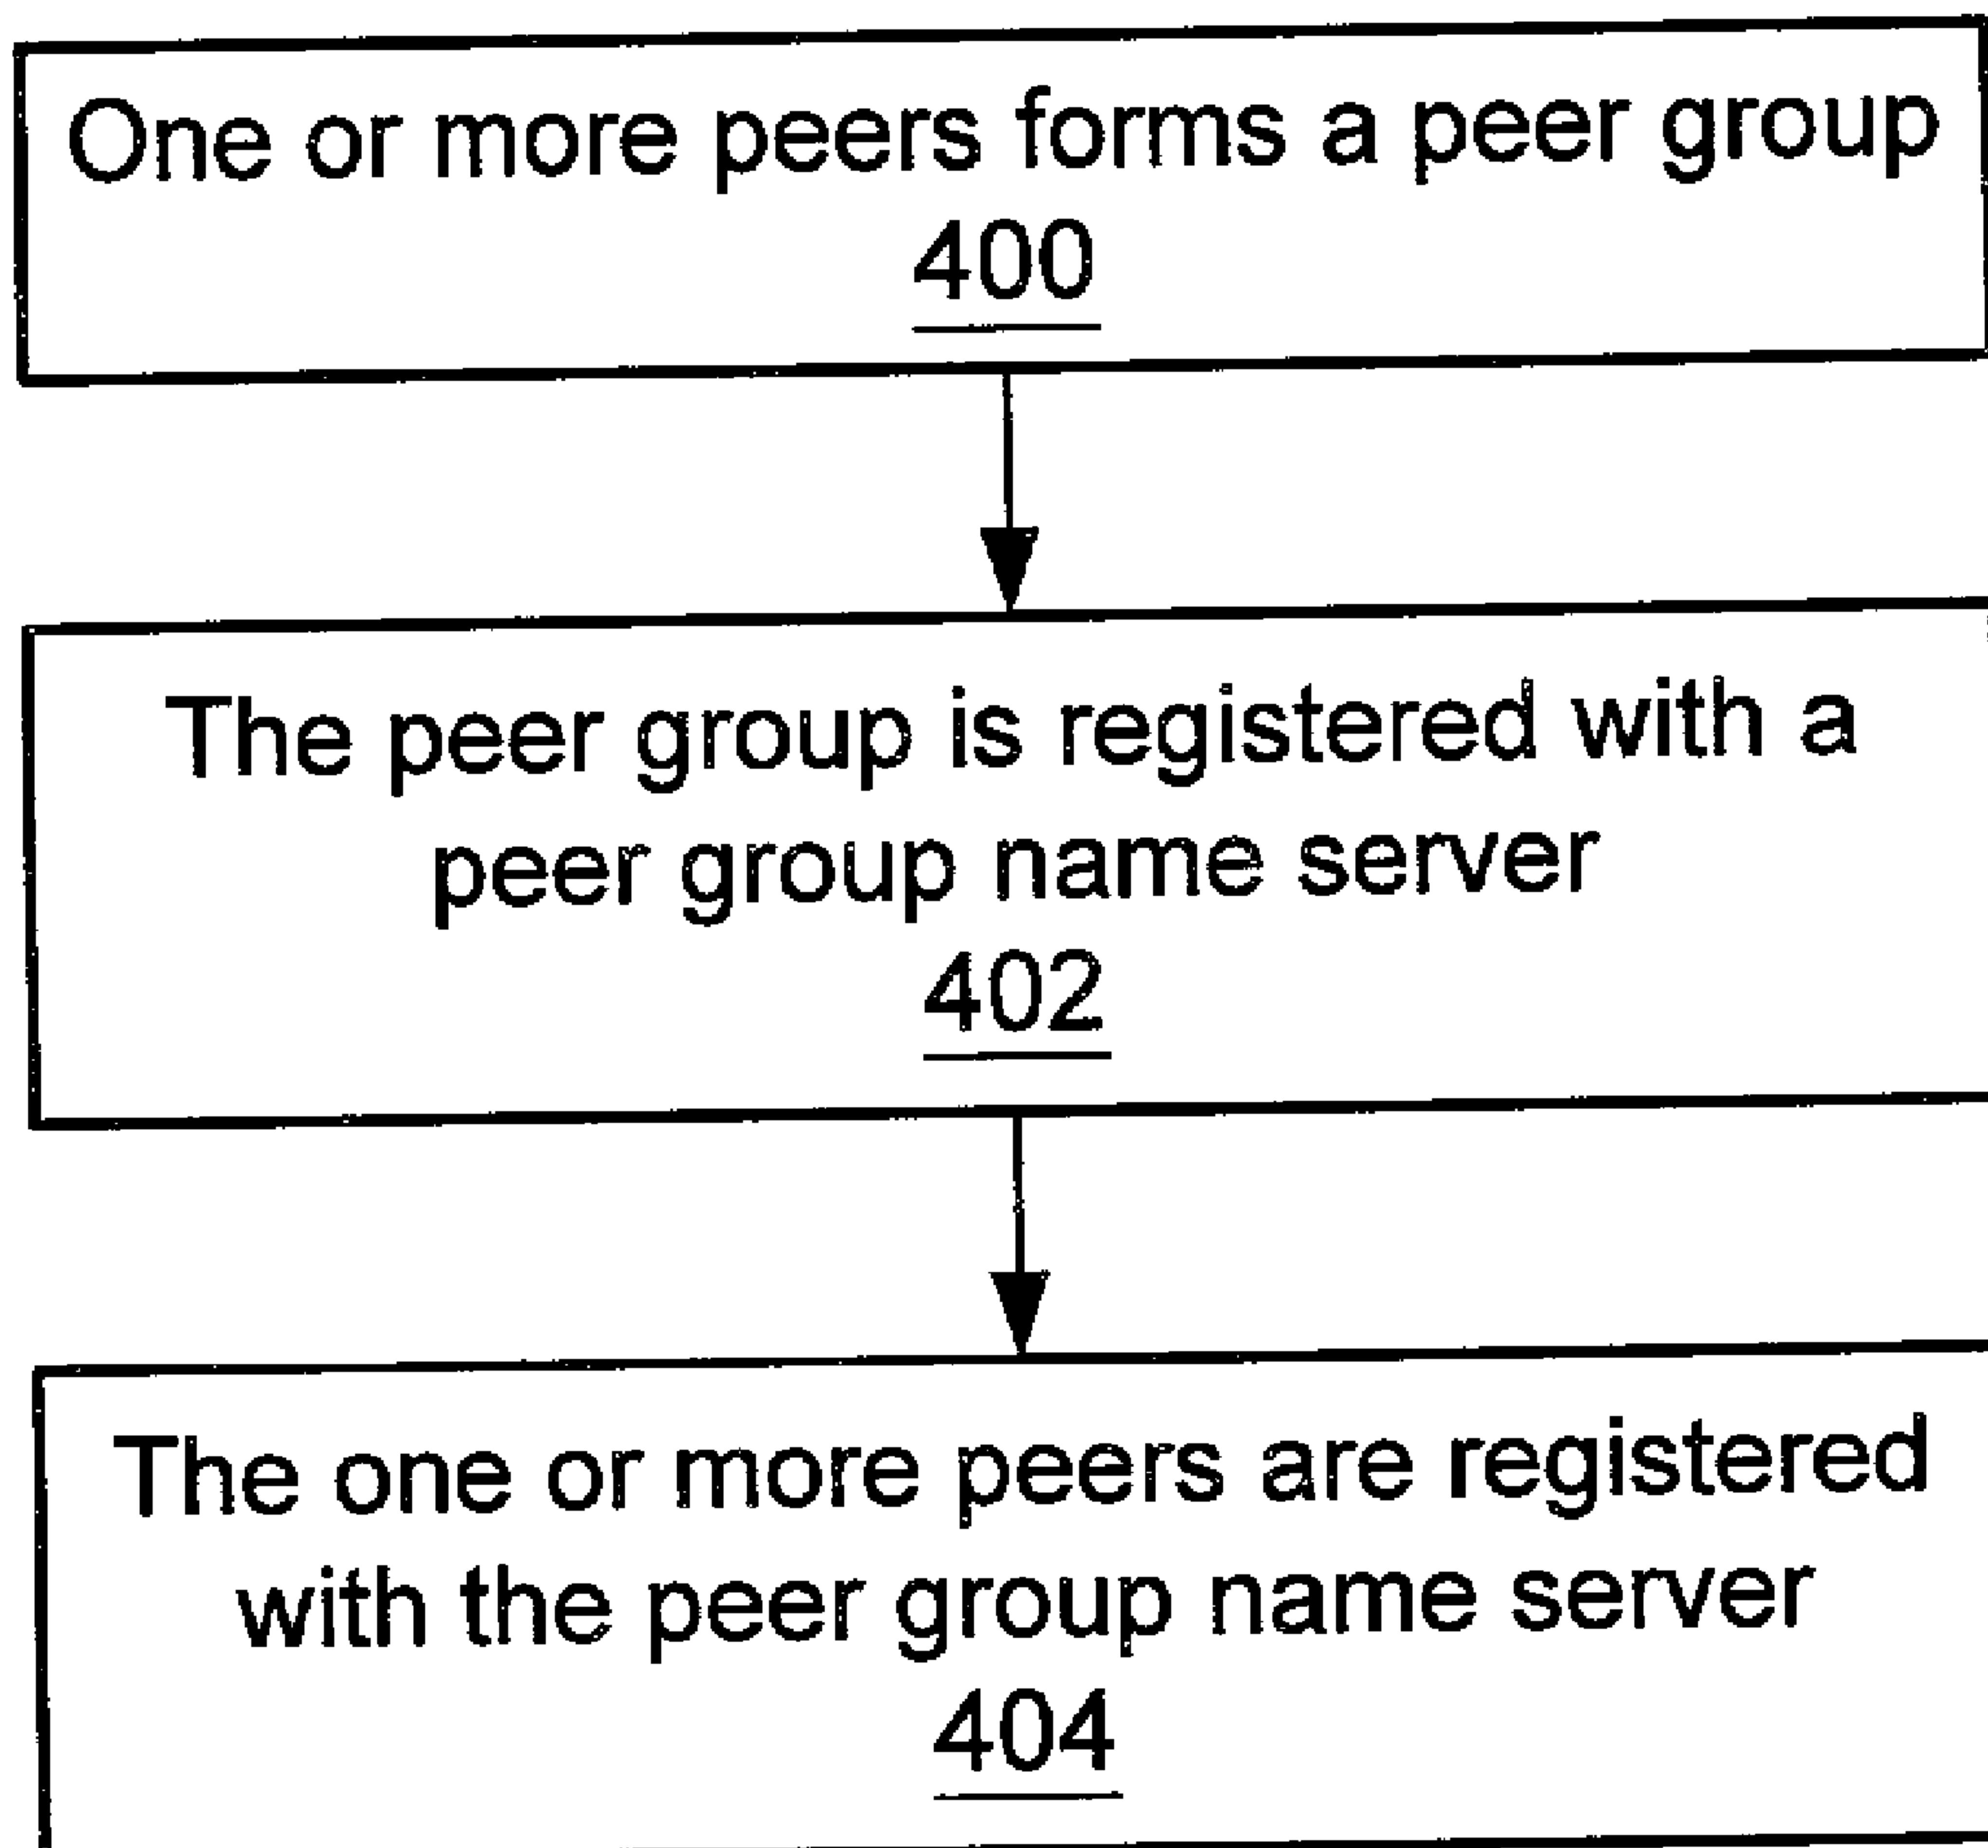 One or more peers forms a peer group
400
The peer group is registered with a
peer group name server
402
The one or more peers are registered
with the peer group name server
404